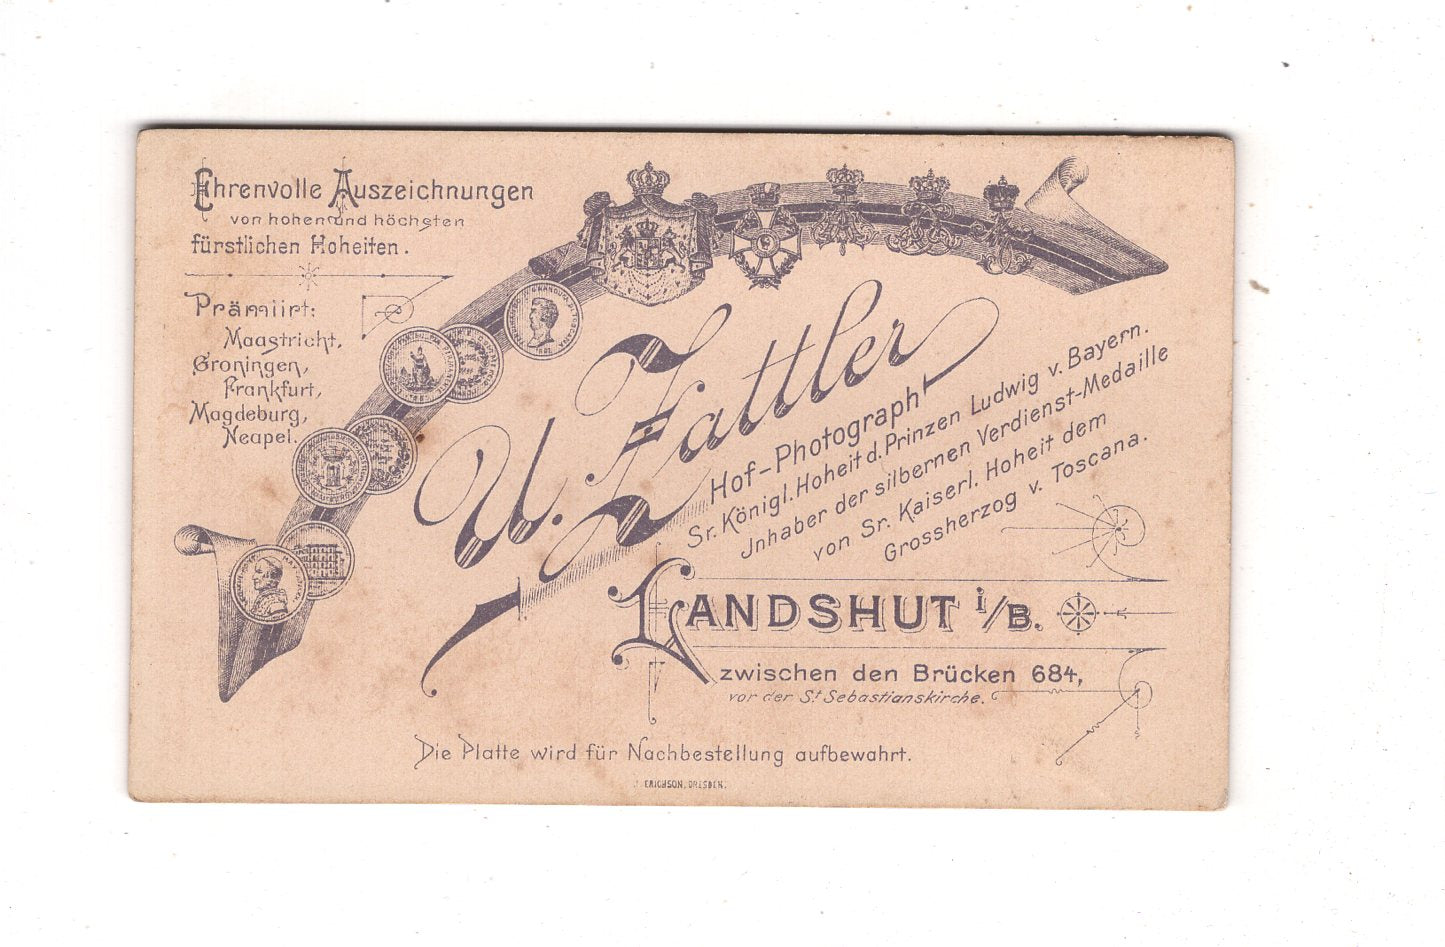 Ehrenvolle Auszeichnungen
von hohen und höchsten
fürstlichen Hoheiten.
Prämiirt:
Maastricht,
Groningen,
Frankfurt,
Magdeburg,
Neapel.
U. Zattler
Hof-Photograph
Sr. Königl. Hoheit d. Prinzen Ludwig v. Bayern.
Jnhaber der silbernen Verdienst-Medaille
von Sr. Kaiserl. Hoheit dem
Grossherzog v. Toscana.
LANDSHUT i/B.
zwischen den Brücken 684,
vor der St Sebastianskirche.
Die Platte wird für Nachbestellung aufbewahrt.
ERICHSON, DRESDEN.